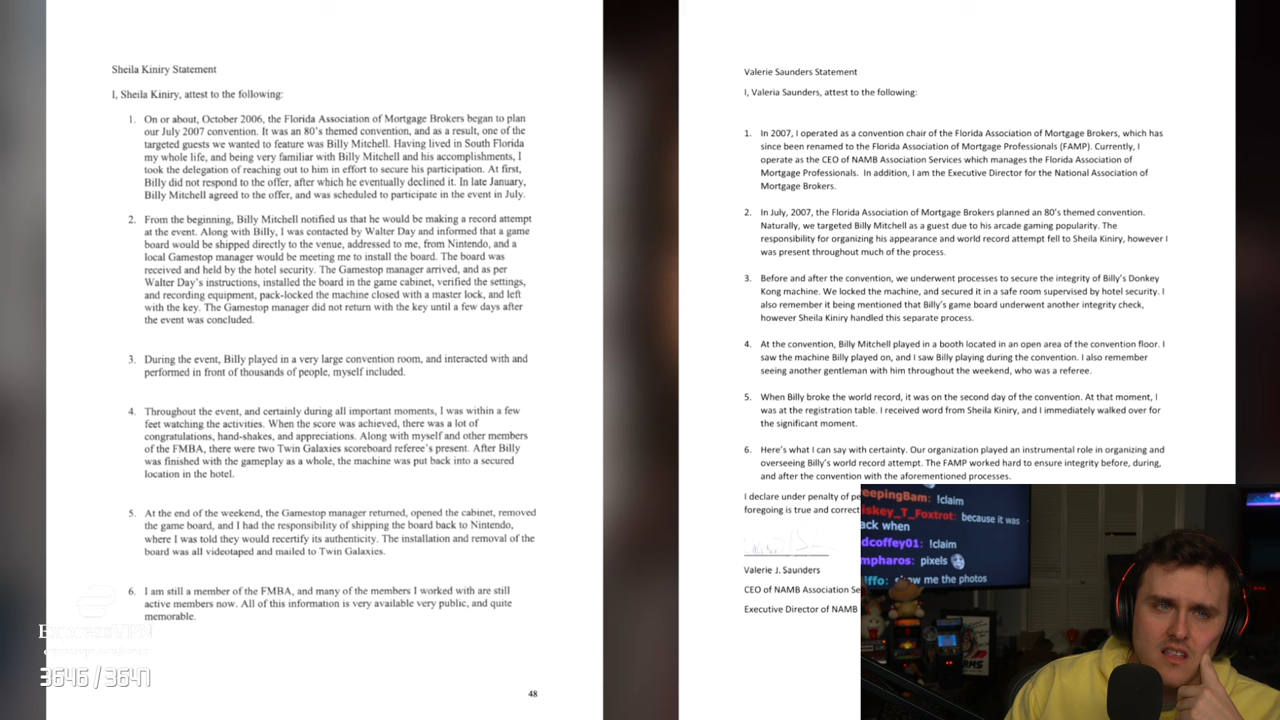 Sheila Kiniry Statement
I, Sheila Kiniry, attest to the following:
1. On or about, October 2006, the Florida Association of Mortgage Brokers began to plan
our July 2007 convention. It was an 80's themed convention, and as a result, one of the
targeted guests we wanted to feature was Billy Mitchell. Having lived in South Florida
my whole life, and being very familiar with Billy Mitchell and his accomplishments, I
took the delegation of reaching out to him in effort to secure his participation. At first,
Billy did not respond to the offer, after which he eventually declined it. In late January,
Billy Mitchell agreed to the offer, and was scheduled to participate in the event in July.
2. From the beginning, Billy Mitchell notified us that he would be making a record attempt
at the event. Along with Billy, I was contacted by Walter Day and informed that a game
board would be shipped directly to the venue, addressed to me, from Nintendo, and a
local Gamestop manager would be meeting me to install the board. The board was
received and held by the hotel security. The Gamestop manager arrived, and as per
Walter Day's instructions, installed the board in the game cabinet, verified the settings,
and recording equipment, pack-locked the machine closed with a master lock, and left
with the key. The Gamestop manager did not return with the key until a few days after
the event was concluded.
3. During the event, Billy played in a very large convention room, and interacted with and
performed in front of thousands of people, myself included.
4. Throughout the event, and certainly during all important moments, I was within a few
feet watching the activities. When the score was achieved, there was a lot of
congratulations, hand-shakes, and appreciations. Along with myself and other members
of the FMBA, there were two Twin Galaxies scoreboard referee's present. After Billy
was finished with the gameplay as a whole, the machine was put back into a secured
location in the hotel.
5. At the end of the weekend, the Gamestop manager returned, opened the cabinet, removed
the game board, and I had the responsibility of shipping the board back to Nintendo,
where I was told they would recertify its authenticity. The installation and removal of the
board was all videotaped and mailed to Twin Galaxies.
6. I am still a member of the FMBA, and many of the members I worked with are still
active members now. All of this information is very available very public, and quite
memorable.
48
ExpressVPN
3646 / 3647
Valerie Saunders Statement
I, Valeria Saunders, attest to the following:
1. In 2007, I operated as a convention chair of the Florida Association of Mortgage Brokers, which has
since been renamed to the Florida Association of Mortgage Professionals (FAMP). Currently, I
operate as the CEO of NAMB Association Services which manages the Florida Association of
Mortgage Professionals. In addition, I am the Executive Director for the National Association of
Mortgage Brokers.
2. In July, 2007, the Florida Association of Mortgage Brokers planned an 80's themed convention.
Naturally, we targeted Billy Mitchell as a guest due to his arcade gaming popularity. The
responsibility for organizing his appearance and world record attempt fell to Sheila Kiniry, however I
was present throughout much of the process.
3. Before and after the convention, we underwent processes to secure the integrity of Billy's Donkey
Kong machine. We locked the machine, and secured it in a safe room supervised by hotel security. I
also remember it being mentioned that Billy's game board underwent another integrity check,
however Sheila Kiniry handled this separate process.
4. At the convention, Billy Mitchell played in a booth located in an open area of the convention floor. I
saw the machine Billy played on, and I saw Billy playing during the convention. I also remember
seeing another gentleman with him throughout the weekend, who was a referee.
5. When Billy broke the world record, it was on the second day of the convention. At that moment, I
was at the registration table. I received word from Sheila Kiniry, and I immediately walked over for
the significant moment.
6. Here's what I can say with certainty. Our organization played an instrumental role in organizing and
overseeing Billy's world record attempt. The FAMP worked hard to ensure integrity before, during,
and after the convention with the aforementioned processes.
I declare under penalty of pe
foregoing is true and correct
Valerie J. Saunders
CEO of NAMB Association Se
Executive Director of NAMB
eepingBam: !claim
iskey_T_Foxtrot: because it was
ack when
dcoffey01: !claim
mpharos: pixels
iffo: show me the photos